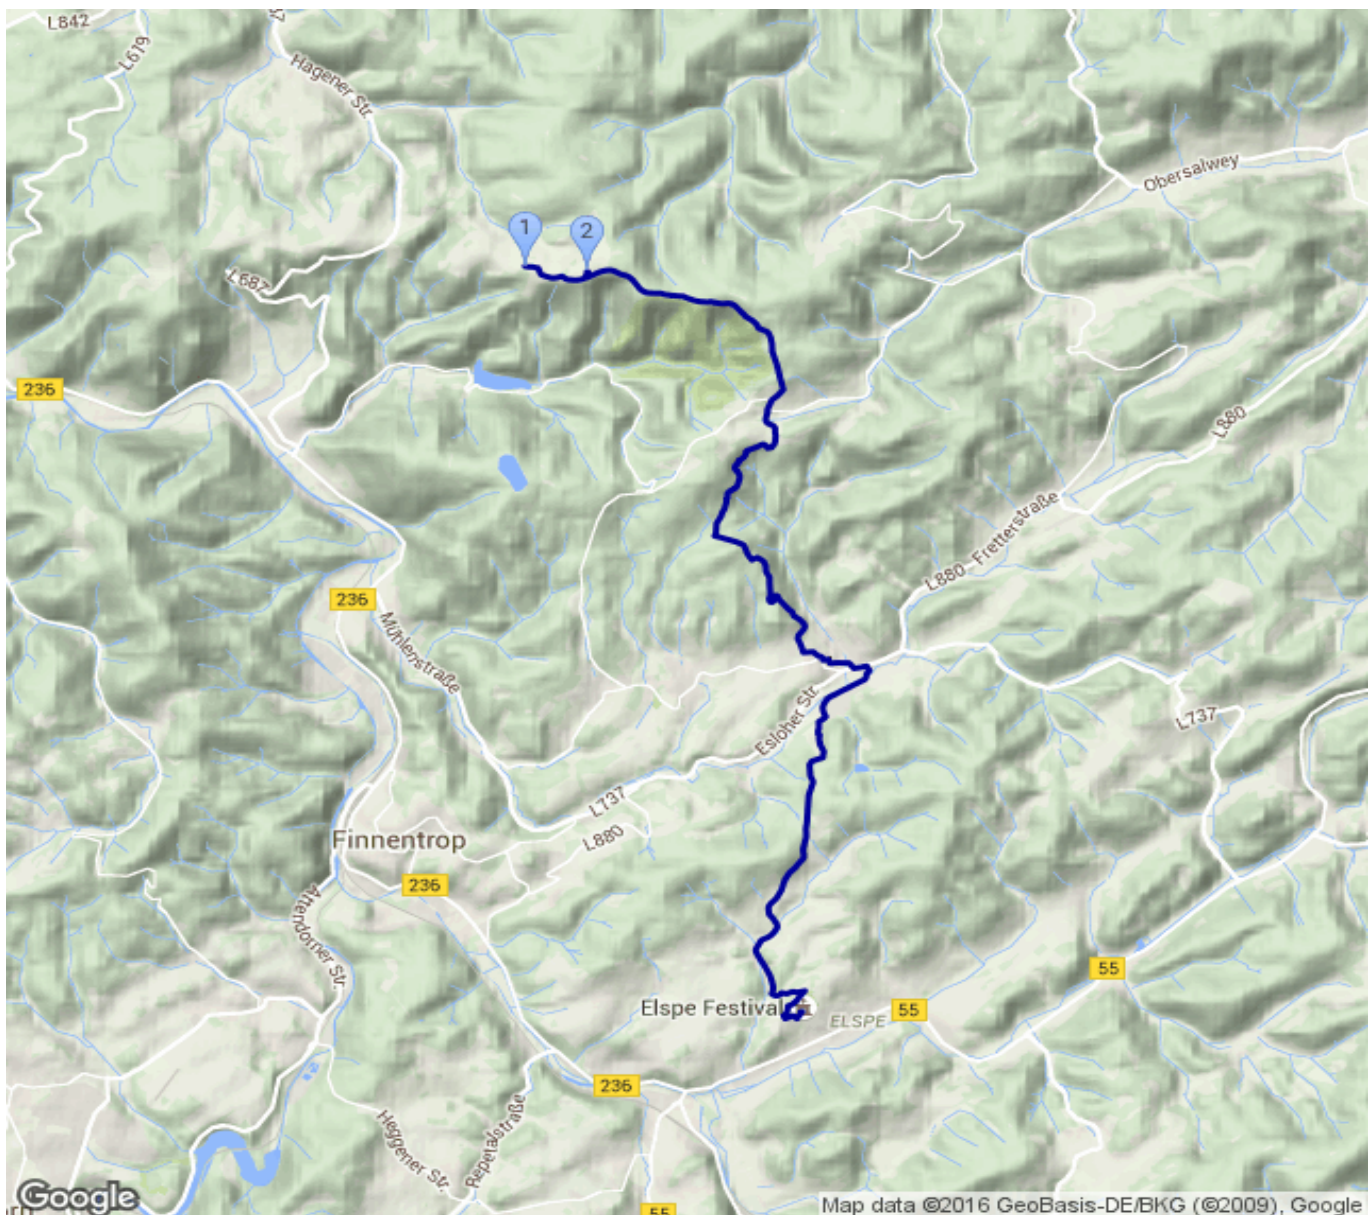 L842
L619
Hagener Str.
Obersalwey
1
2
L687
236
L880
L880
Fretterstraße
236
Mühlenstraße
Esloher Str.
L737
L737
L880
Finnentrop
236
Attendorner Str.
55
Elspe Festival
ELSPE
55
236
Repetalstraße
Heggener Str.
55
Google
Map data ©2016 GeoBasis-DE/BKG (©2009), Google